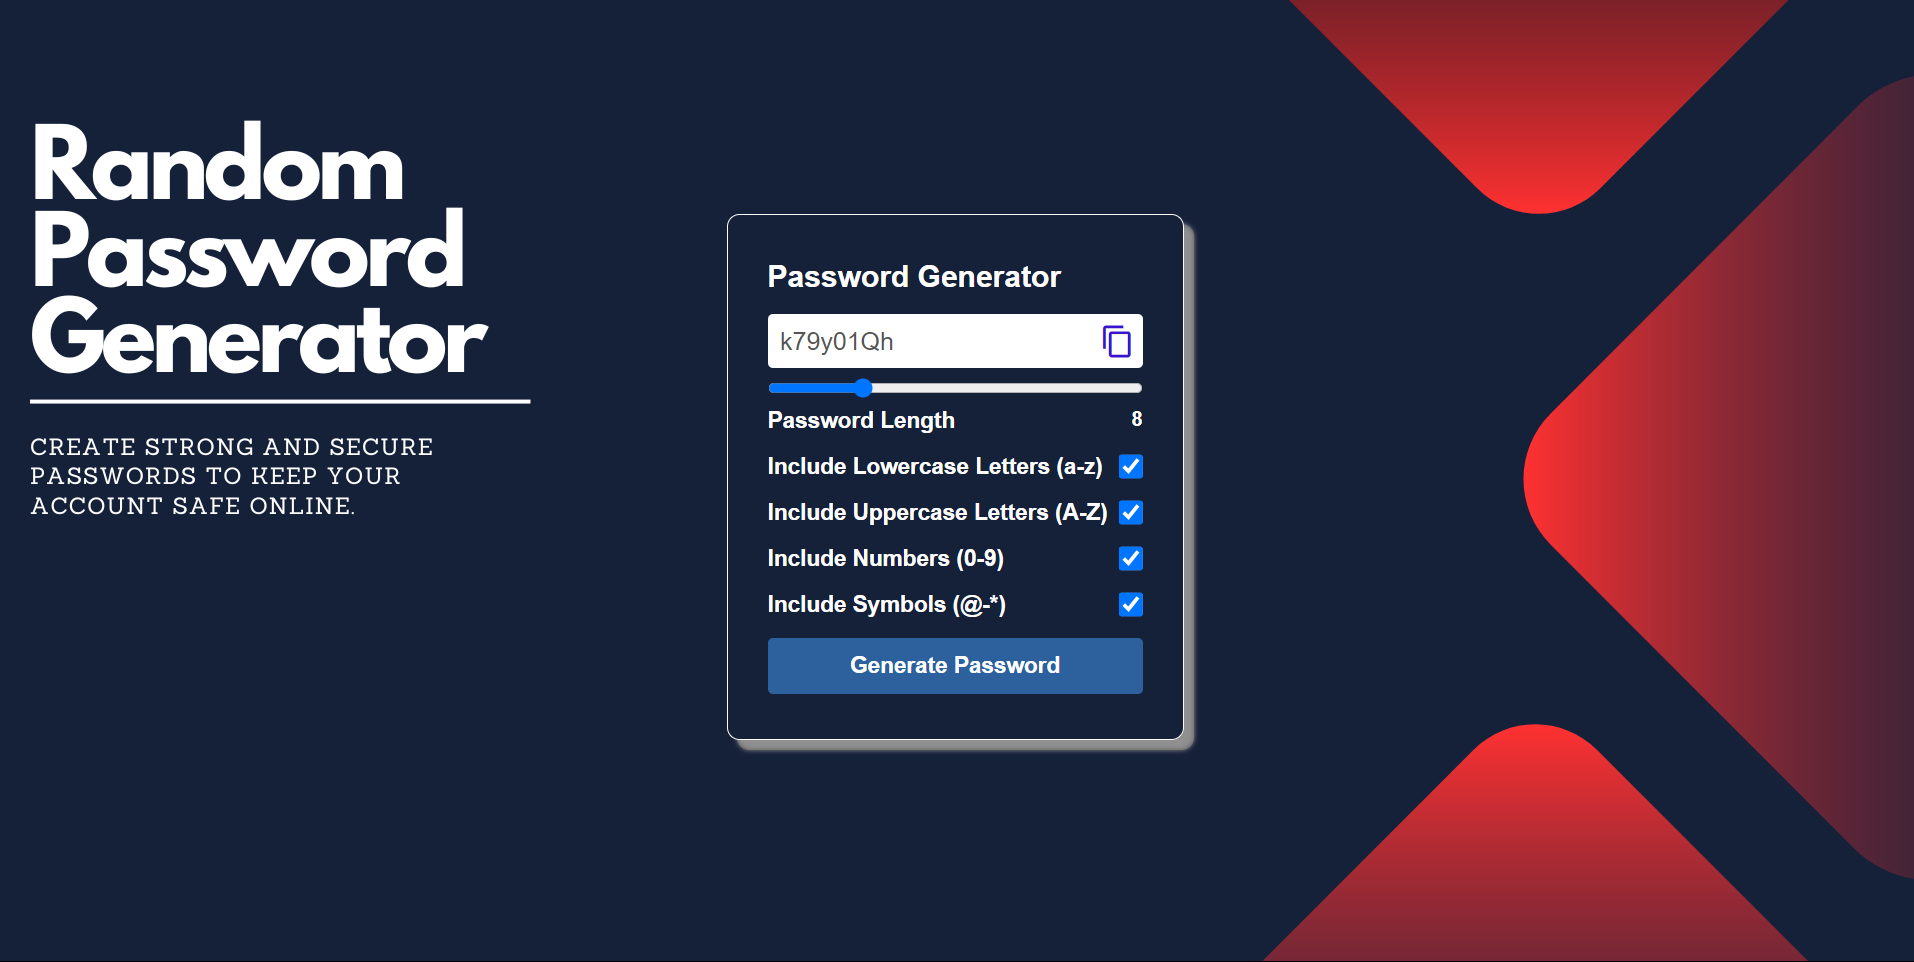 Random
Password
Generator
CREATE STRONG AND SECURE
PASSWORDS TO KEEP YOUR
ACCOUNT SAFE ONLINE.
Password Generator
k79y01Qh
Password Length 8
Include Lowercase Letters (a-z)
Include Uppercase Letters (A-Z)
Include Numbers (0-9)
Include Symbols (@-*)
Generate Password